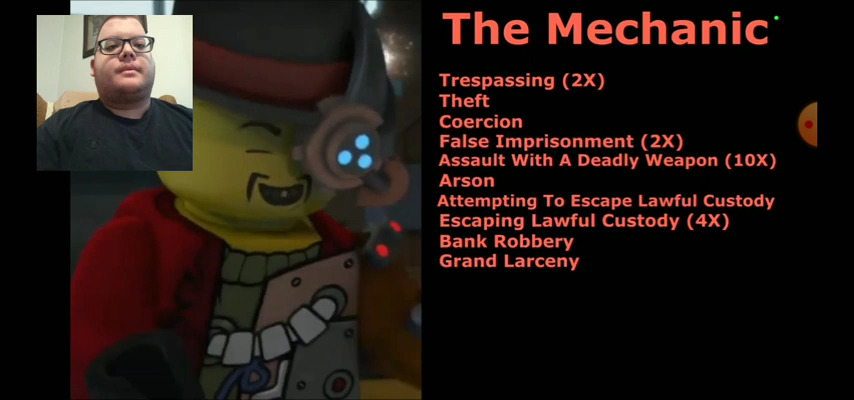 The Mechanic
Trespassing (2X)
Theft
Coercion
False Imprisonment (2X)
Assault With A Deadly Weapon (10X)
Arson
Attempting To Escape Lawful Custody
Escaping Lawful Custody (4X)
Bank Robbery
Grand Larceny